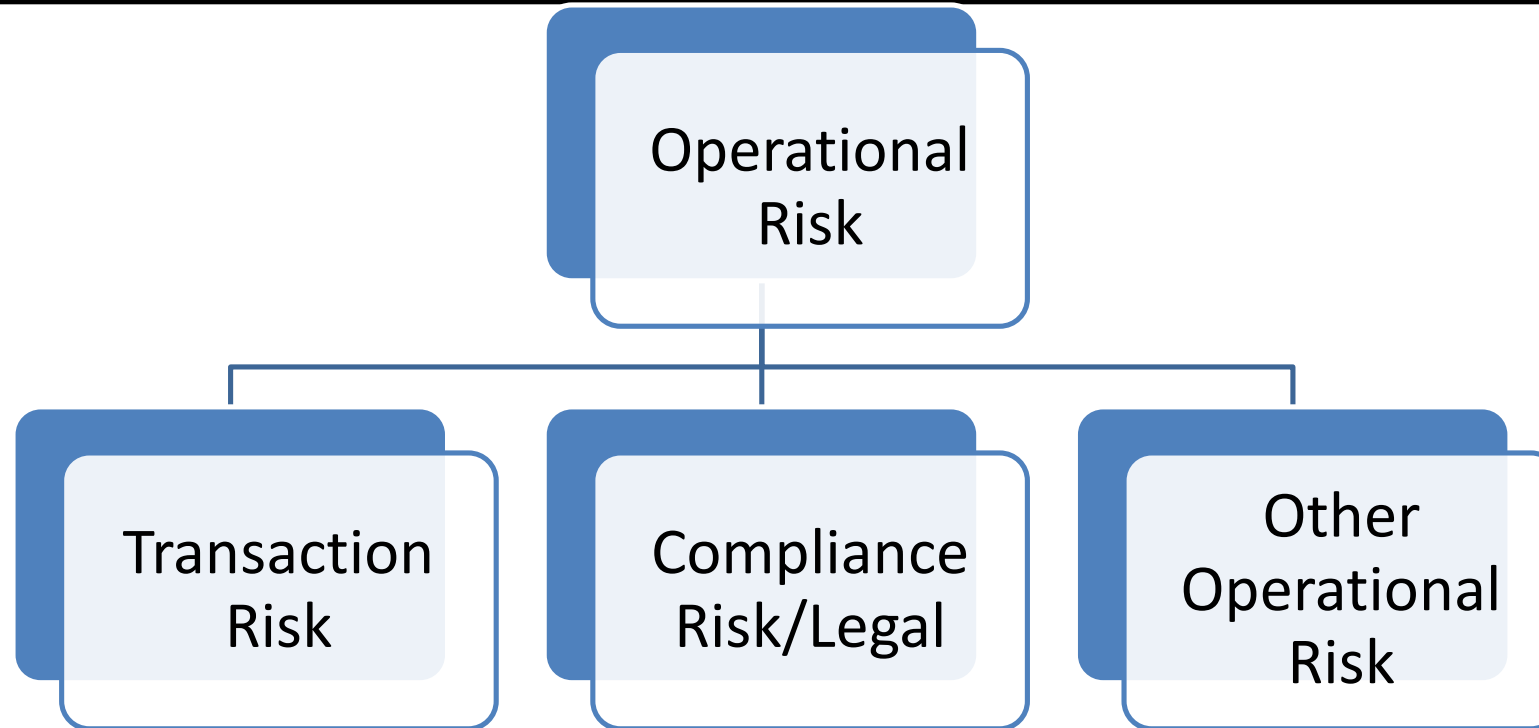 Operational
Risk
Transaction
Risk
Compliance
Risk/Legal
Other
Operational
Risk